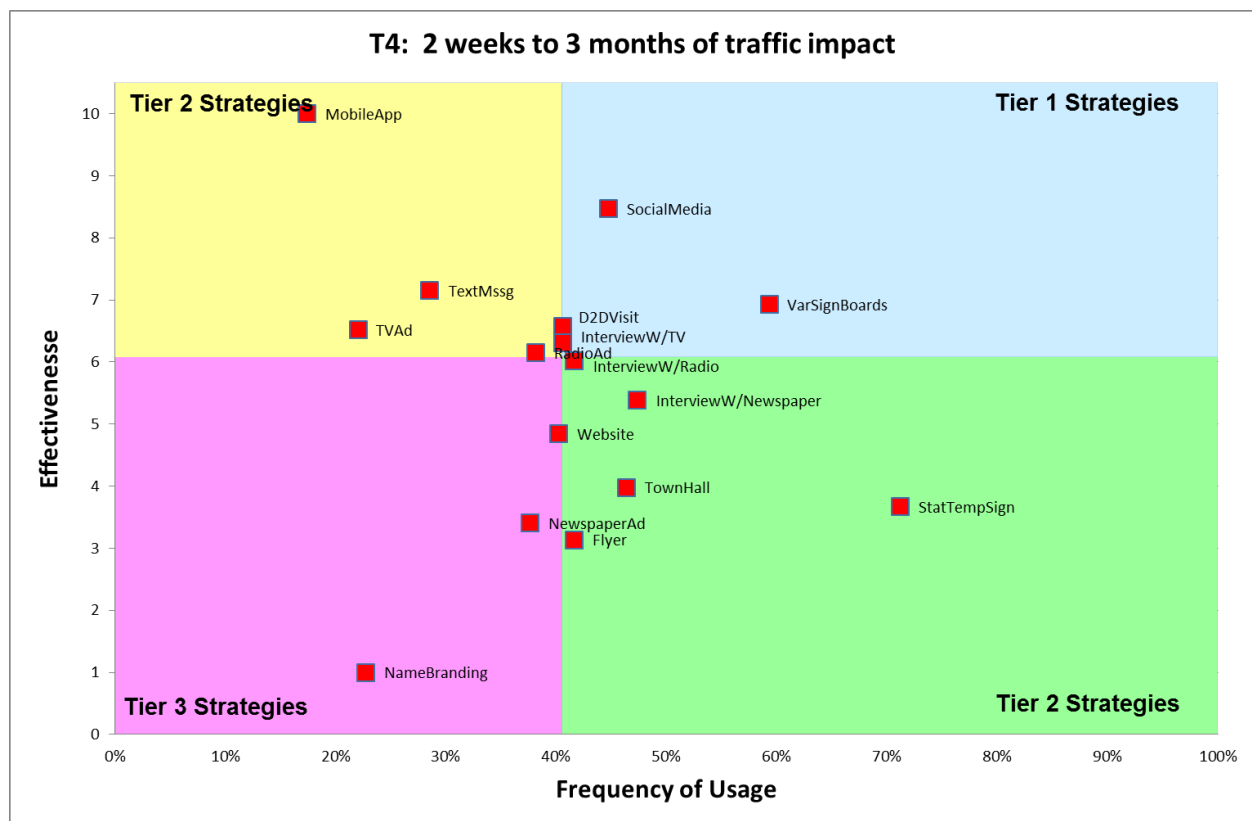 T4:  2 weeks to 3 months of traffic impact
Tier 2 Strategies
Tier 1 Strategies
MobileApp
SocialMedia
TextMssg
VarSignBoards
D2DVisit
TVAd
InterviewW/TV
RadioAd
InterviewW/Radio
InterviewW/Newspaper
Website
TownHall
StatTempSign
NewspaperAd
Flyer
NameBranding
Tier 3 Strategies
Tier 2 Strategies
Effectivenesse
10
9
8
7
6
5
4
3
2
1
0
0% 10% 20% 30% 40% 50% 60% 70% 80% 90% 100%
Frequency of Usage